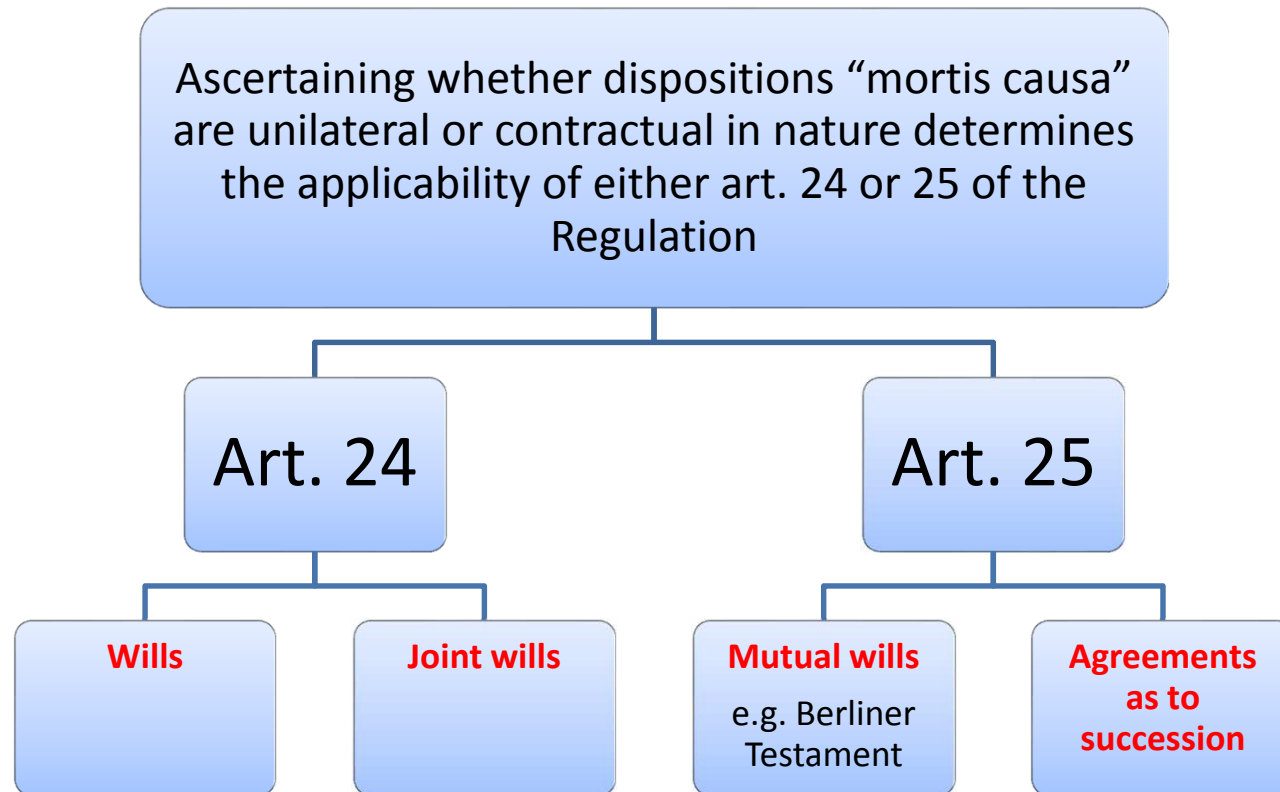 Ascertaining whether dispositions “mortis causa”
are unilateral or contractual in nature determines
the applicability of either art. 24 or 25 of the
Regulation
Art. 24
Art. 25
Wills
Joint wills
Mutual wills
e.g. Berliner
Testament
Agreements
as to
succession